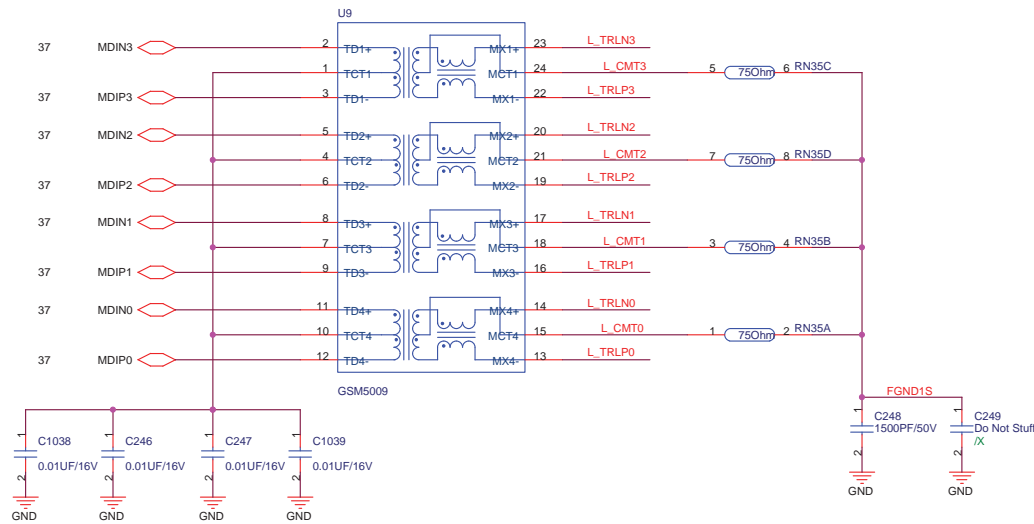 U9
37 MDIN3 2 TD1+ MX1+ 23 L_TRLN3
1 TCT1 MCT1 24 L_CMT3 5 75Ohm 6 RN35C
37 MDIP3 3 TD1- MX1- 22 L_TRLP3
37 MDIN2 5 TD2+ MX2+ 20 L_TRLN2
4 TCT2 MCT2 21 L_CMT2 7 75Ohm 8 RN35D
37 MDIP2 6 TD2- MX2- 19 L_TRLP2
37 MDIN1 8 TD3+ MX3+ 17 L_TRLN1
7 TCT3 MCT3 18 L_CMT1 3 75Ohm 4 RN35B
37 MDIP1 9 TD3- MX3- 16 L_TRLP1
37 MDIN0 11 TD4+ MX4+ 14 L_TRLN0
10 TCT4 MCT4 15 L_CMT0 1 75Ohm 2 RN35A
37 MDIP0 12 TD4- MX4- 13 L_TRLP0
GSM5009
FGND1S
1 C1038 1 C246 1 C247 1 C1039
0.01UF/16V 0.01UF/16V 0.01UF/16V 0.01UF/16V
2 2 2 2
GND GND GND GND
1 C248 1 C249
1500PF/50V Do Not Stuff
/X
2 2
GND GND